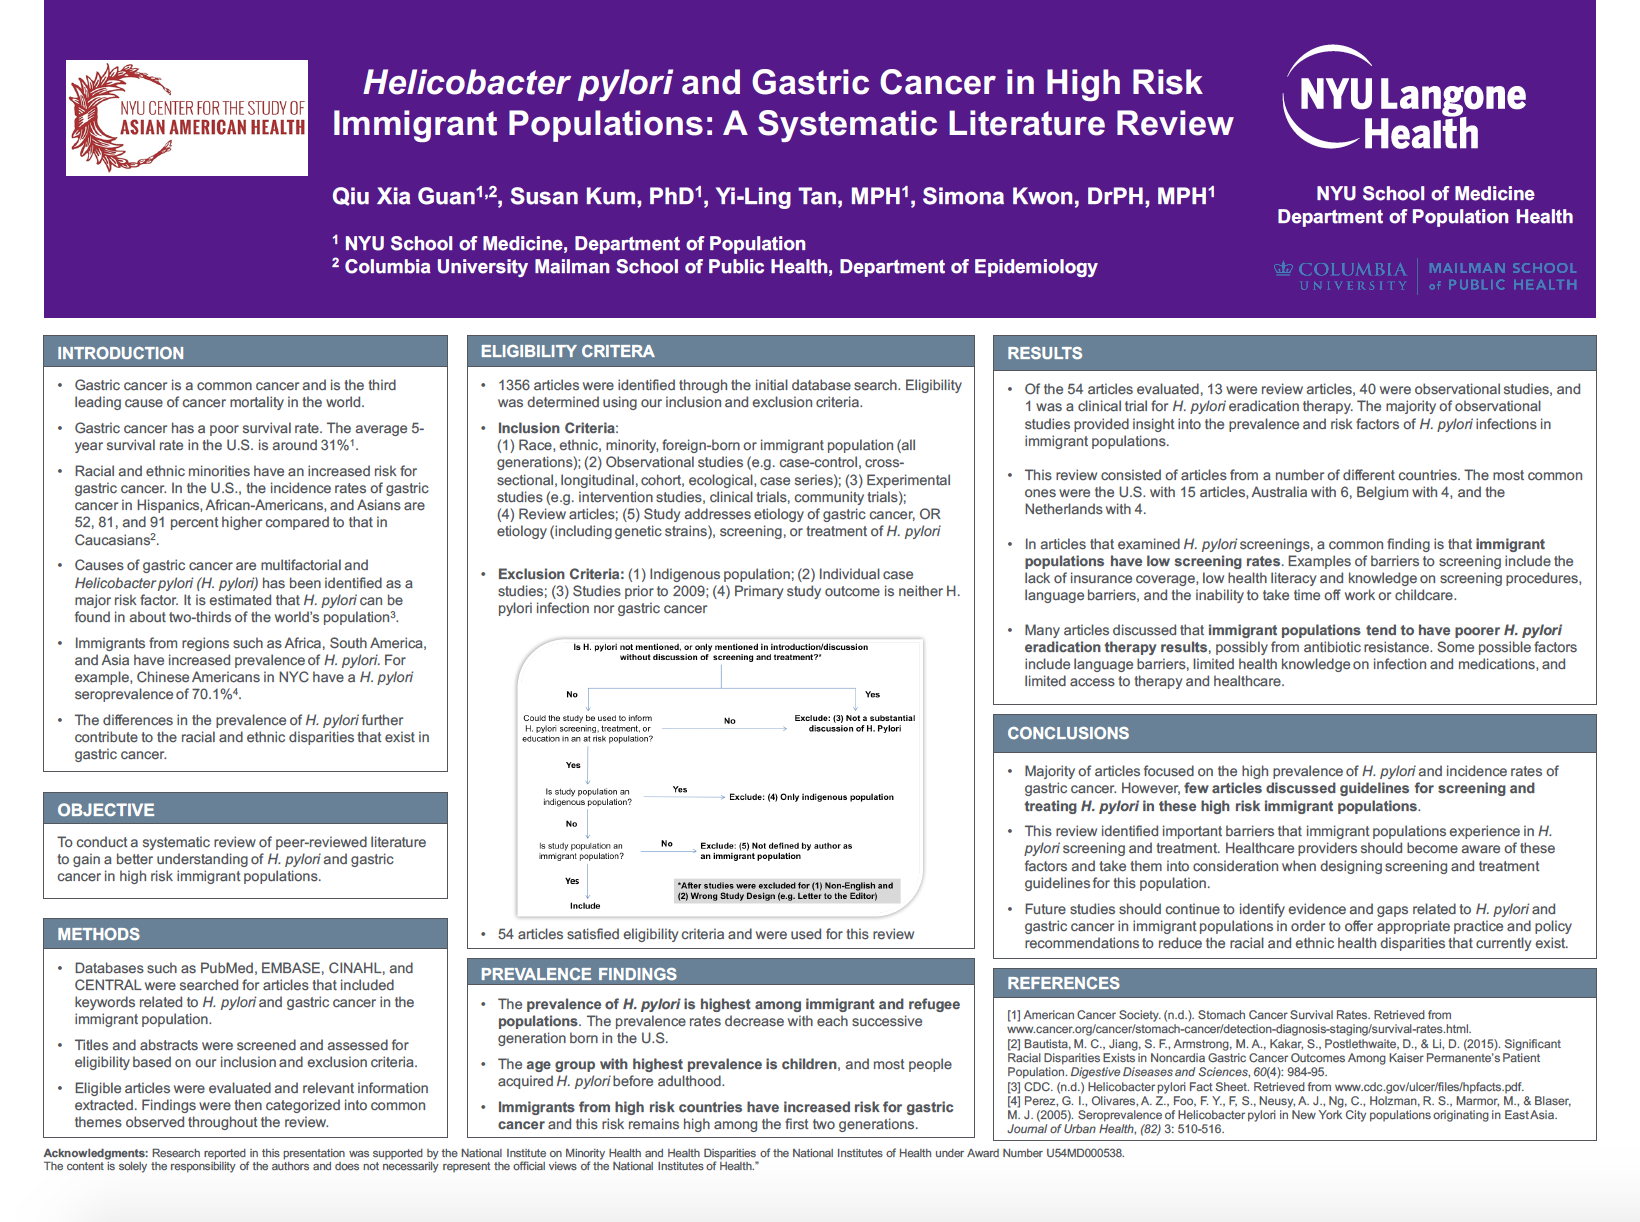 NYU CENTER FOR THE STUDY OF
ASIAN AMERICAN HEALTH
Helicobacter pylori and Gastric Cancer in High Risk
Immigrant Populations: A Systematic Literature Review
Qiu Xia Guan1,2, Susan Kum, PhD1, Yi-Ling Tan, MPH1, Simona Kwon, DrPH, MPH1
1 NYU School of Medicine, Department of Population
2 Columbia University Mailman School of Public Health, Department of Epidemiology
NYU Langone
Health
NYU School of Medicine
Department of Population Health
COLUMBIA
UNIVERSITY
MAILMAN SCHOOL
of PUBLIC HEALTH
INTRODUCTION
• Gastric cancer is a common cancer and is the third
leading cause of cancer mortality in the world.
• Gastric cancer has a poor survival rate. The average 5-
year survival rate in the U.S. is around 31%1.
• Racial and ethnic minorities have an increased risk for
gastric cancer. In the U.S., the incidence rates of gastric
cancer in Hispanics, African-Americans, and Asians are
52, 81, and 91 percent higher compared to that in
Caucasians2.
• Causes of gastric cancer are multifactorial and
Helicobacter pylori (H. pylori) has been identified as a
major risk factor. It is estimated that H. pylori can be
found in about two-thirds of the world's population3.
• Immigrants from regions such as Africa, South America,
and Asia have increased prevalence of H. pylori. For
example, Chinese Americans in NYC have a H. pylori
seroprevalence of 70.1%4.
• The differences in the prevalence of H. pylori further
contribute to the racial and ethnic disparities that exist in
gastric cancer.
OBJECTIVE
To conduct a systematic review of peer-reviewed literature
to gain a better understanding of H. pylori and gastric
cancer in high risk immigrant populations.
METHODS
• Databases such as PubMed, EMBASE, CINAHL, and
CENTRAL were searched for articles that included
keywords related to H. pylori and gastric cancer in the
immigrant population.
• Titles and abstracts were screened and assessed for
eligibility based on our inclusion and exclusion criteria.
• Eligible articles were evaluated and relevant information
extracted. Findings were then categorized into common
themes observed throughout the review.
ELIGIBILITY CRITERA
• 1356 articles were identified through the initial database search. Eligibility
was determined using our inclusion and exclusion criteria.
• Inclusion Criteria:
(1) Race, ethnic, minority, foreign-born or immigrant population (all
generations); (2) Observational studies (e.g. case-control, cross-
sectional, longitudinal, cohort, ecological, case series); (3) Experimental
studies (e.g. intervention studies, clinical trials, community trials);
(4) Review articles; (5) Study addresses etiology of gastric cancer, OR
etiology (including genetic strains), screening, or treatment of H. pylori
• Exclusion Criteria: (1) Indigenous population; (2) Individual case
studies; (3) Studies prior to 2009; (4) Primary study outcome is neither H.
pylori infection nor gastric cancer
Is H. pylori not mentioned, or only mentioned in introduction/discussion
without discussion of screening and treatment?*
No
Yes
Could the study be used to inform
H. pylori screening, treatment, or
education in an at risk population?
No
Exclude: (3) Not a substantial
discussion of H. Pylori
Yes
Is study population an
indigenous population?
Yes
Exclude: (4) Only indigenous population
No
Is study population an
immigrant population?
No
Exclude: (5) Not defined by author as
an immigrant population
Yes
Include
*After studies were excluded for (1) Non-English and
(2) Wrong Study Design (e.g. Letter to the Editor)
• 54 articles satisfied eligibility criteria and were used for this review
PREVALENCE FINDINGS
• The prevalence of H. pylori is highest among immigrant and refugee
populations. The prevalence rates decrease with each successive
generation born in the U.S.
• The age group with highest prevalence is children, and most people
acquired H. pylori before adulthood.
• Immigrants from high risk countries have increased risk for gastric
cancer and this risk remains high among the first two generations.
RESULTS
• Of the 54 articles evaluated, 13 were review articles, 40 were observational studies, and
1 was a clinical trial for H. pylori eradication therapy. The majority of observational
studies provided insight into the prevalence and risk factors of H. pylori infections in
immigrant populations.
• This review consisted of articles from a number of different countries. The most common
ones were the U.S. with 15 articles, Australia with 6, Belgium with 4, and the
Netherlands with 4.
• In articles that examined H. pylori screenings, a common finding is that immigrant
populations have low screening rates. Examples of barriers to screening include the
lack of insurance coverage, low health literacy and knowledge on screening procedures,
language barriers, and the inability to take time off work or childcare.
• Many articles discussed that immigrant populations tend to have poorer H. pylori
eradication therapy results, possibly from antibiotic resistance. Some possible factors
include language barriers, limited health knowledge on infection and medications, and
limited access to therapy and healthcare.
CONCLUSIONS
• Majority of articles focused on the high prevalence of H. pylori and incidence rates of
gastric cancer. However, few articles discussed guidelines for screening and
treating H. pylori in these high risk immigrant populations.
• This review identified important barriers that immigrant populations experience in H.
pylori screening and treatment. Healthcare providers should become aware of these
factors and take them into consideration when designing screening and treatment
guidelines for this population.
• Future studies should continue to identify evidence and gaps related to H. pylori and
gastric cancer in immigrant populations in order to offer appropriate practice and policy
recommendations to reduce the racial and ethnic health disparities that currently exist.
REFERENCES
[1] American Cancer Society. (n.d.). Stomach Cancer Survival Rates. Retrieved from
www.cancer.org/cancer/stomach-cancer/detection-diagnosis-staging/survival-rates.html.
[2] Bautista, M. C., Jiang, S. F., Armstrong, M. A., Kakar, S., Postlethwaite, D., & Li, D. (2015). Significant
Racial Disparities Exists in Noncardia Gastric Cancer Outcomes Among Kaiser Permanente's Patient
Population. Digestive Diseases and Sciences, 60(4): 984-95.
[3] CDC. (n.d.) Helicobacter pylori Fact Sheet. Retrieved from www.cdc.gov/ulcer/files/hpfacts.pdf.
[4] Perez, G. I., Olivares, A. Z., Foo, F. Y., F, S., Neusy, A. J., Ng, C., Holzman, R. S., Marmor, M., & Blaser,
M. J. (2005). Seroprevalence of Helicobacter pylori in New York City populations originating in East Asia.
Journal of Urban Health, (82) 3: 510-516.
Acknowledgments: Research reported in this presentation was supported by the National Institute on Minority Health and Health Disparities of the National Institutes of Health under Award Number U54MD000538.
The content is solely the responsibility of the authors and does not necessarily represent the official views of the National Institutes of Health."